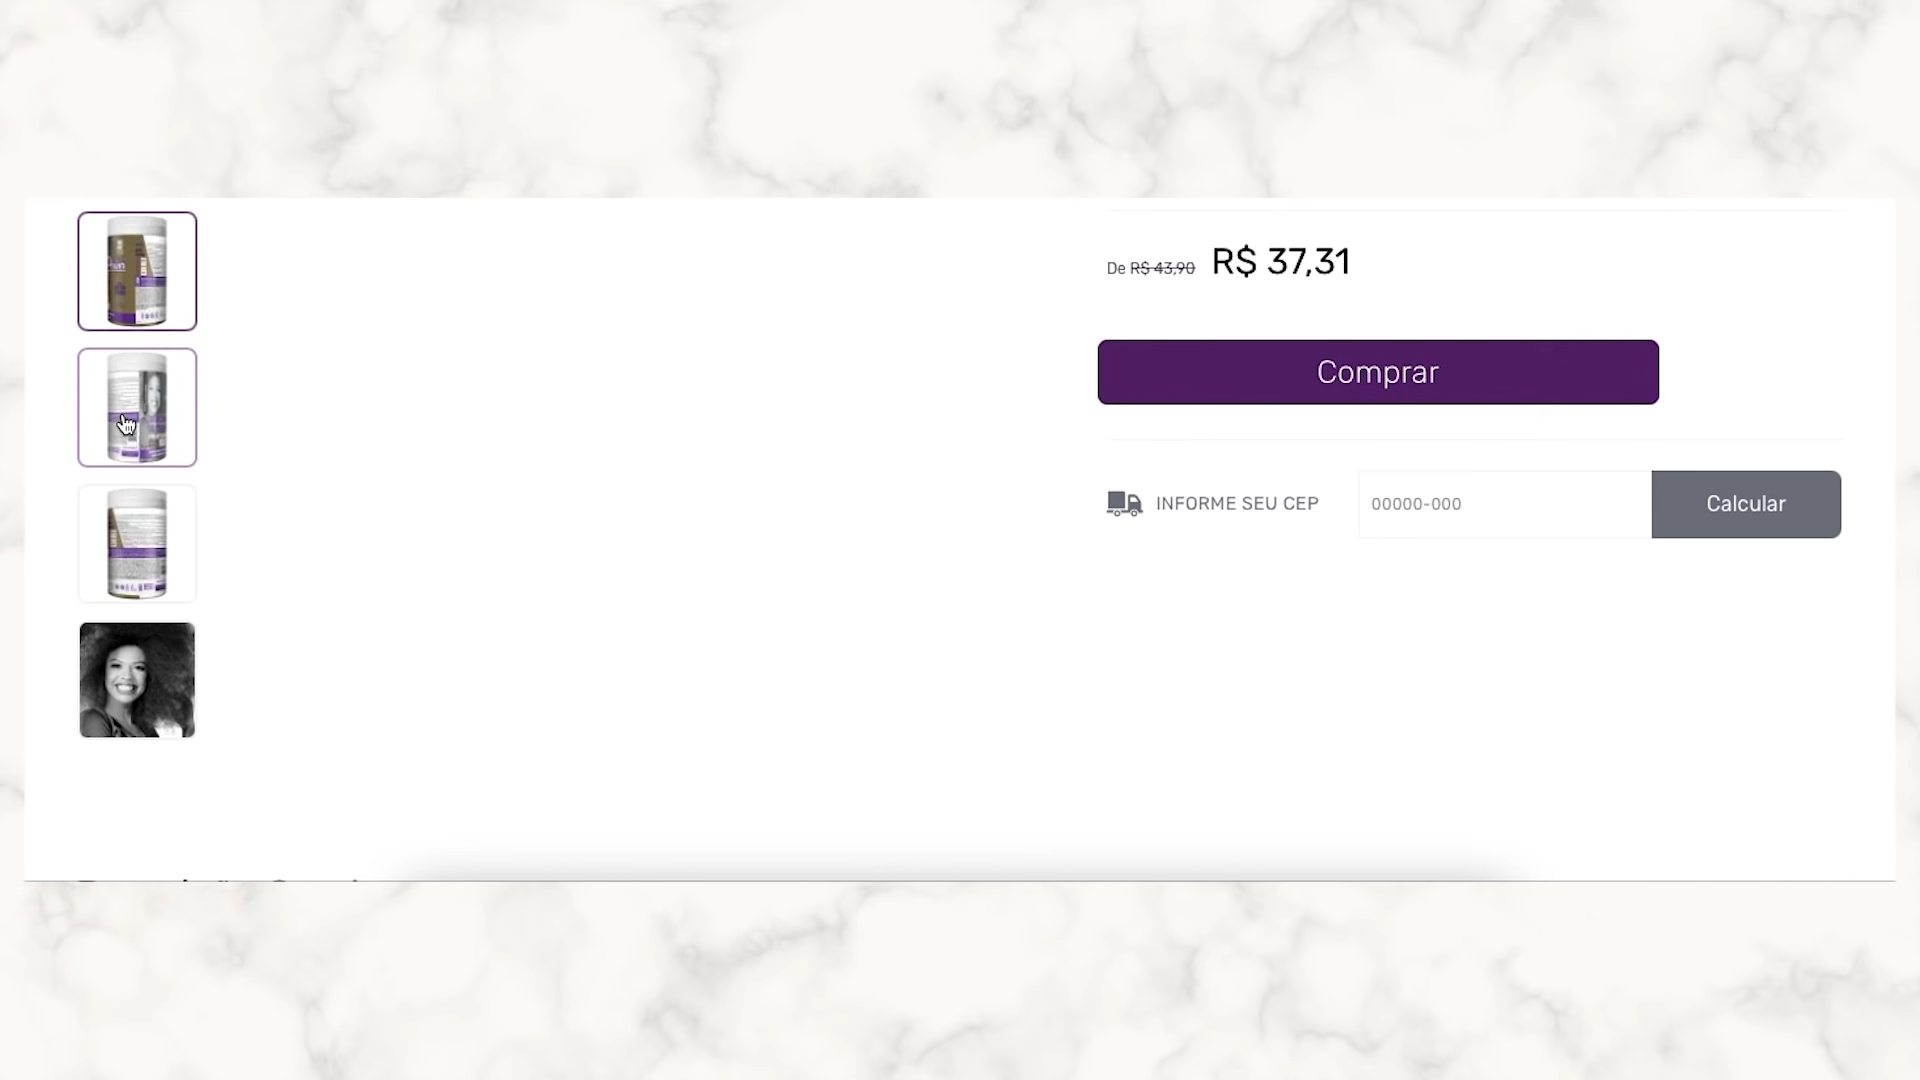 De R$ 43,90 R$ 37,31
Comprar
INFORME SEU CEP 00000-000 Calcular